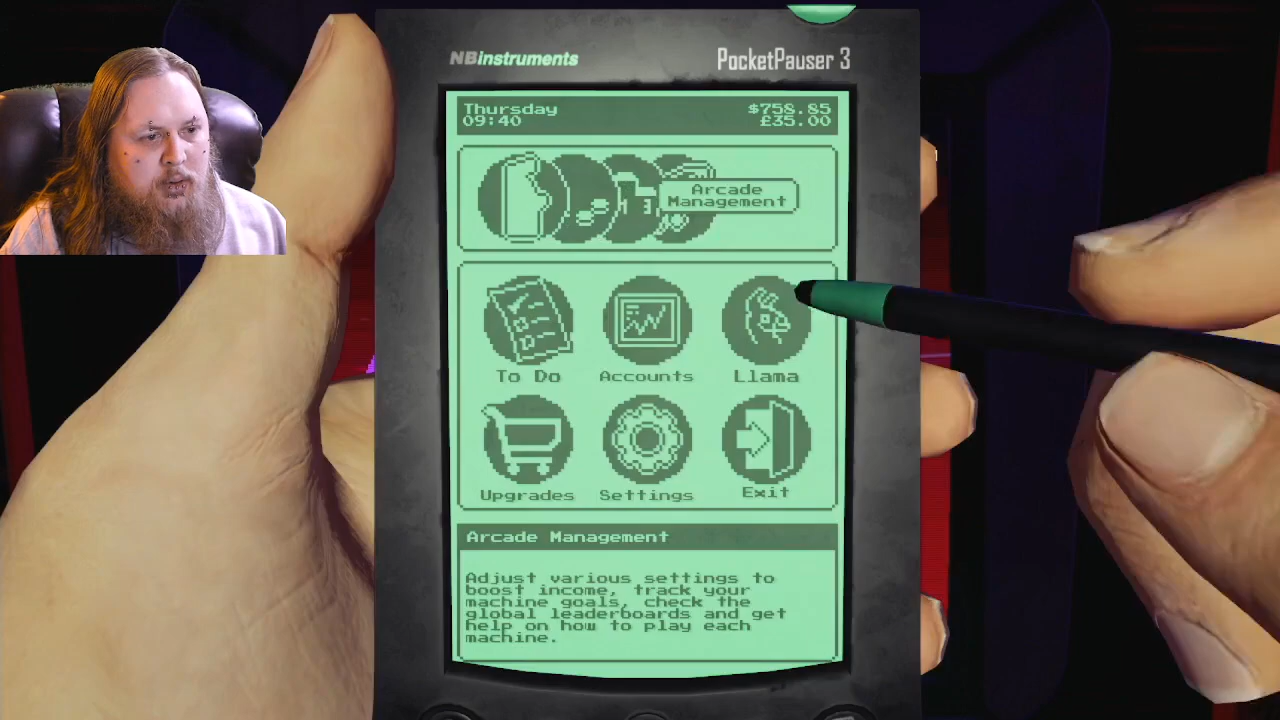 NBinstruments
PocketPauser 3
Thursday
09:40
$758.85
£35.00
Arcade
Management
To Do
Accounts
Llama
Upgrades
Settings
Exit
Arcade Management
Adjust various settings to
boost income, track your
machine goals, check the
global leaderboards and get
help on how to play each
machine.